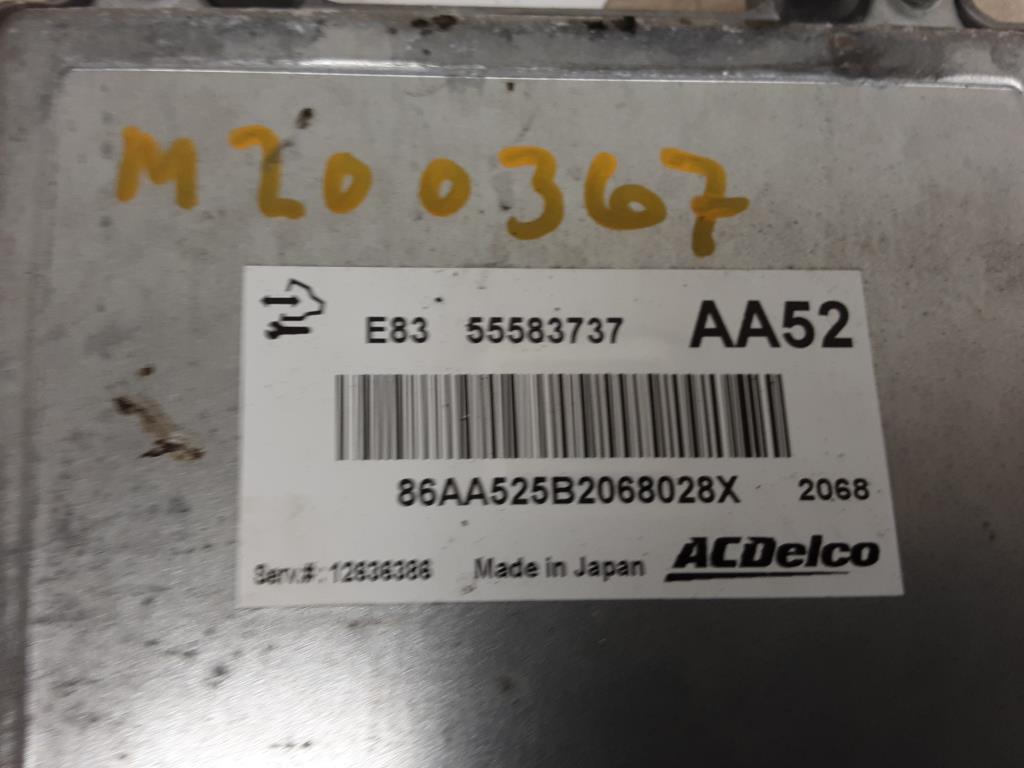 M200367
E83 55583737 AA52
86AA525B2068028X 2068
Serv.#: 12636386 Made in Japan ACDelco